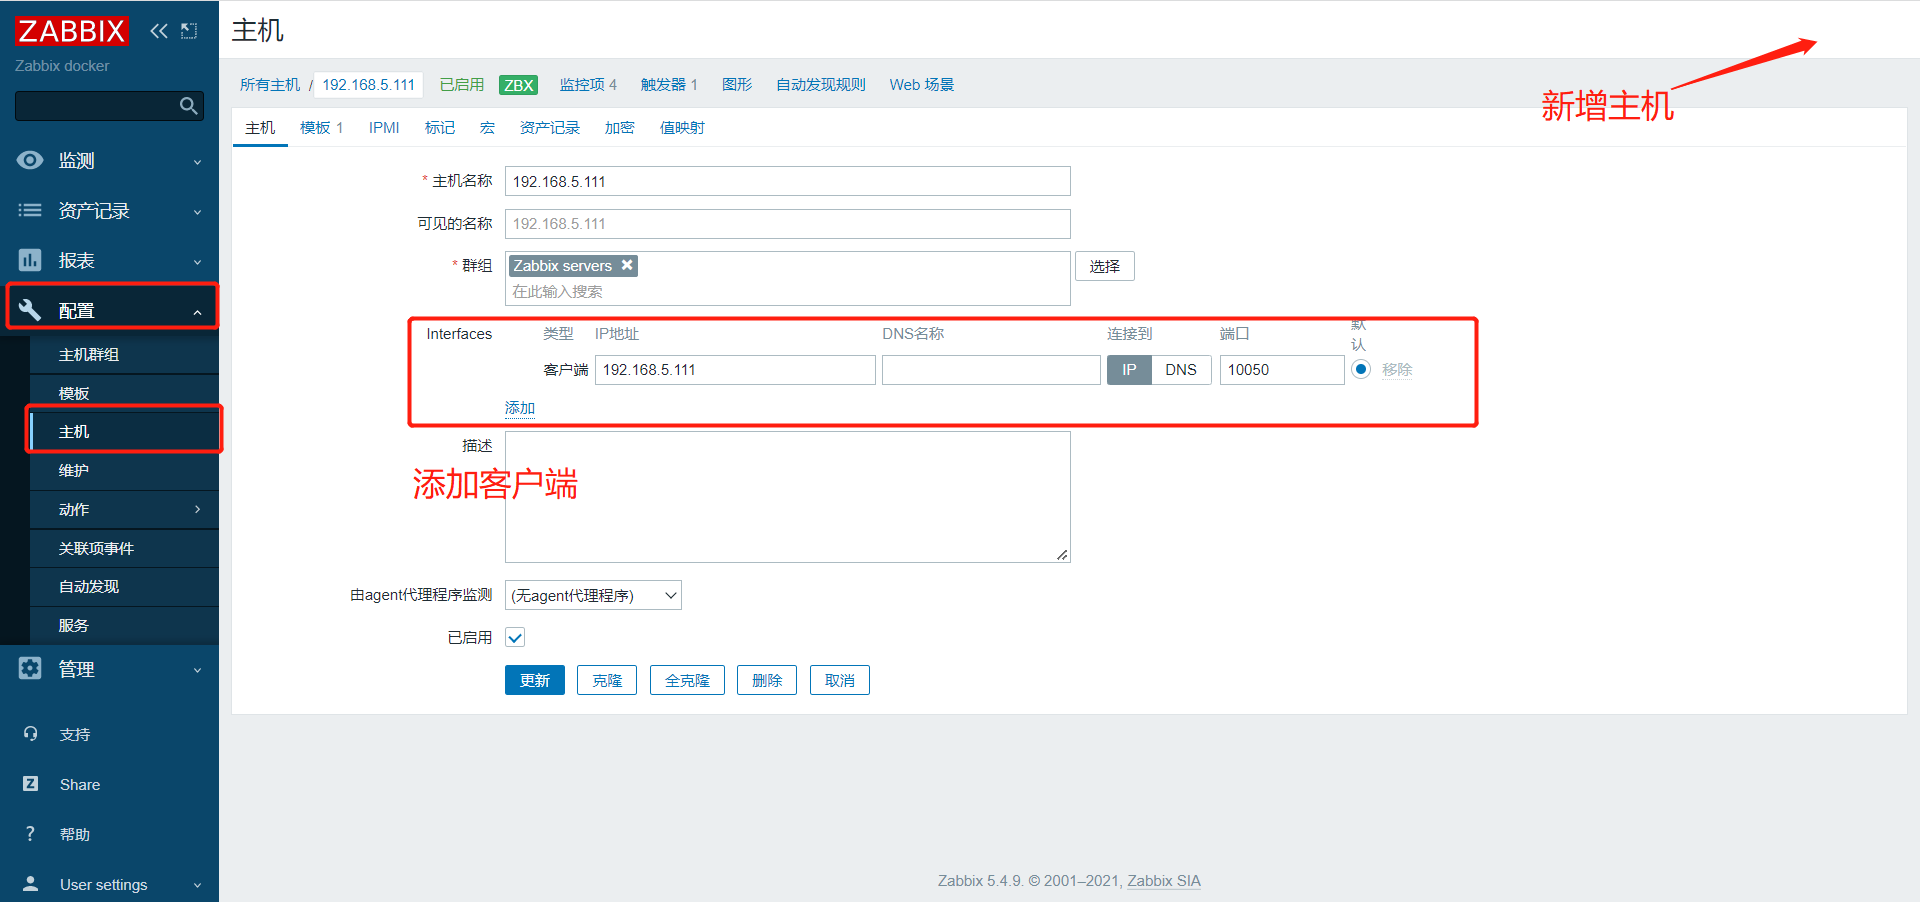 ZABBIX
Zabbix docker
监测
资产记录
报表
配置
主机群组
模板
主机
维护
动作
关联项事件
自动发现
服务
管理
支持
Share
帮助
User settings
主机
新增主机
所有主机 / 192.168.5.111 已启用 ZBX 监控项 4 触发器 1 图形 自动发现规则 Web 场景
主机 模板 1 IPMI 标记 宏 资产记录 加密 值映射
* 主机名称 192.168.5.111
可见的名称 192.168.5.111
* 群组 Zabbix servers 选择
在此输入搜索
Interfaces 类型 IP地址 DNS名称 连接到 端口 默认
客户端 192.168.5.111 IP DNS 10050 移除
添加
描述
添加客户端
由agent代理程序监测 (无agent代理程序)
已启用
更新 克隆 全克隆 删除 取消
Zabbix 5.4.9. © 2001–2021, Zabbix SIA